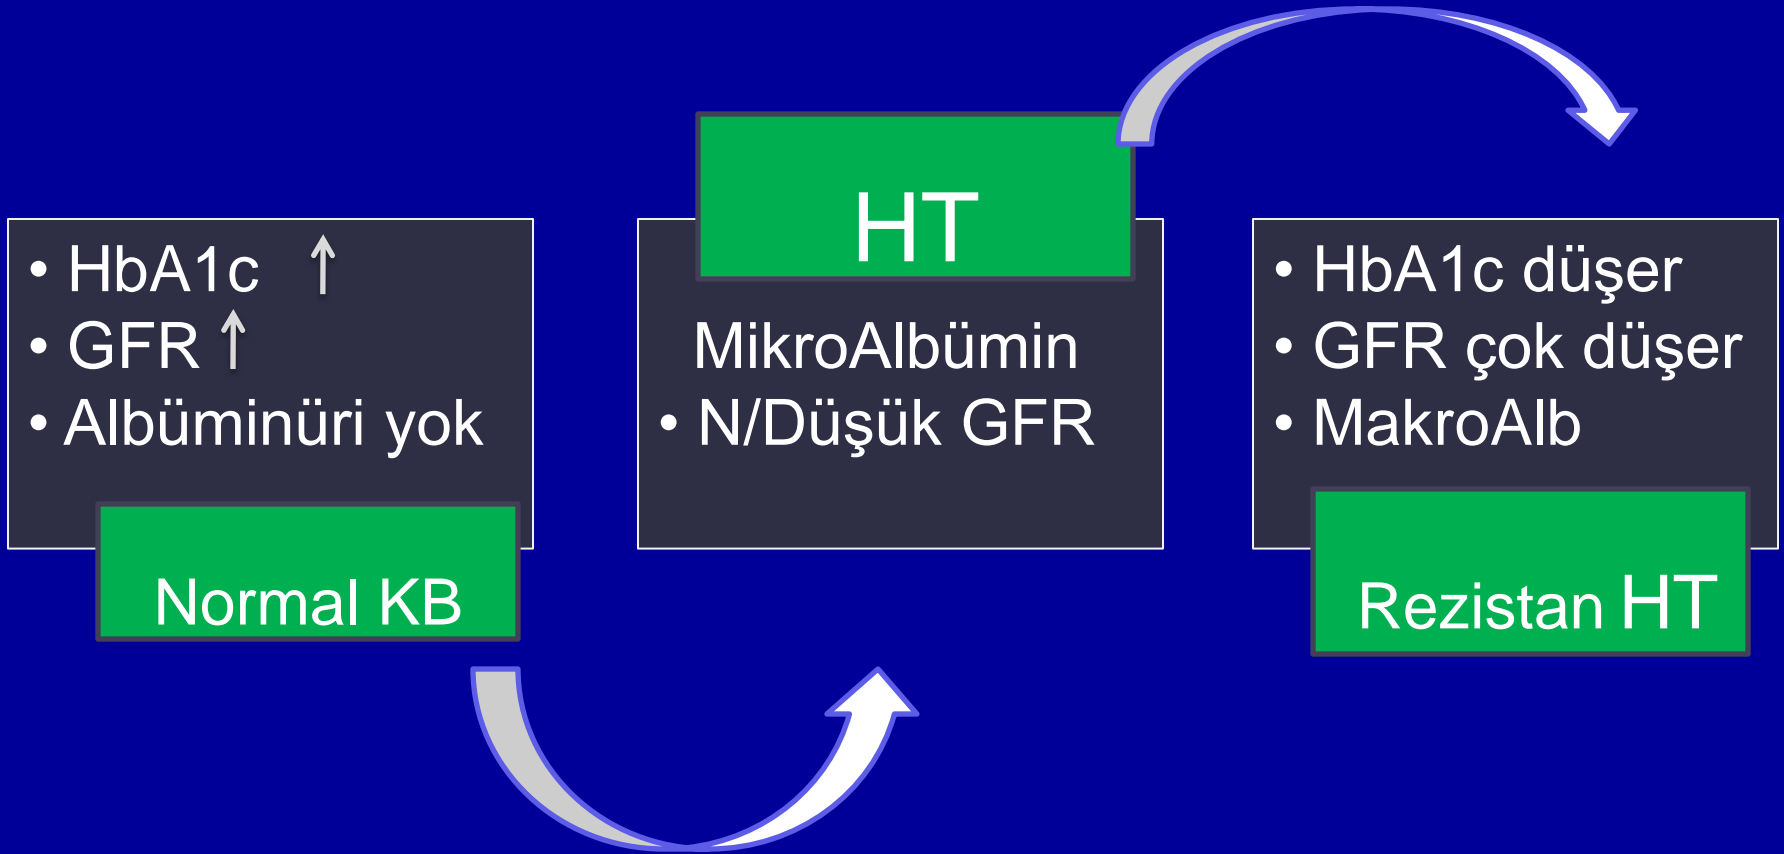 • HbA1c ↑
• GFR ↑
• Albüminüri yok
Normal KB
HT
MikroAlbümin
• N/Düşük GFR
• HbA1c düşer
• GFR çok düşer
• MakroAlb
Rezistan HT